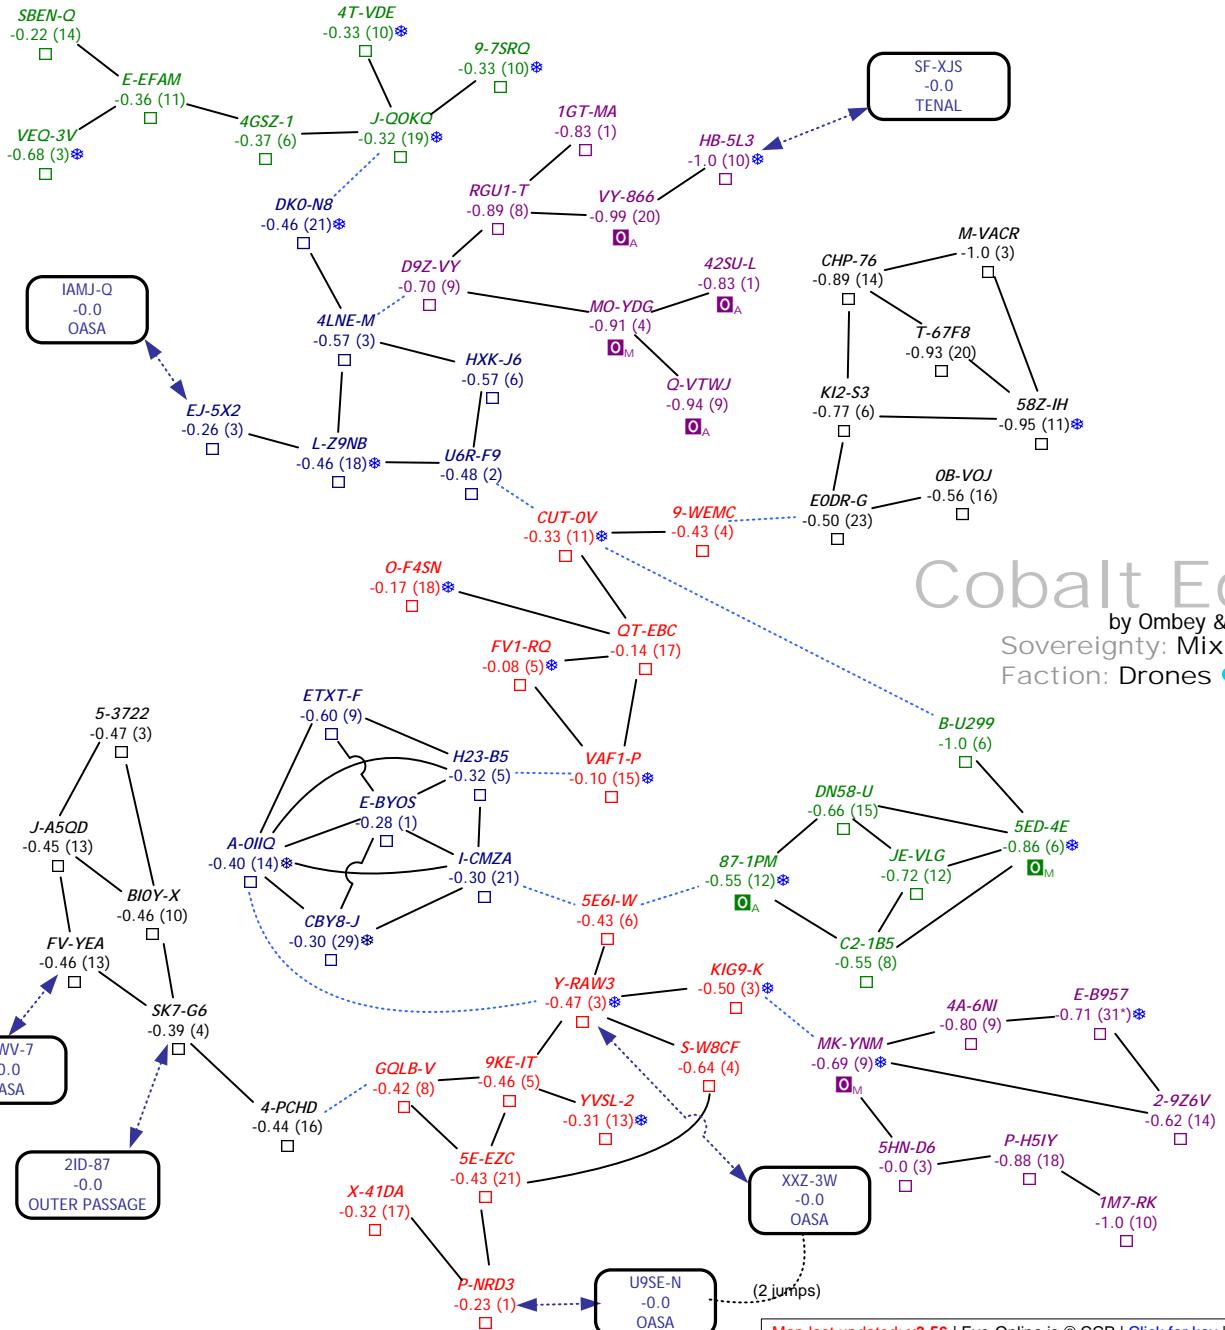 SBEN-Q
-0.22 (14)
4T-VDE
-0.33 (10)
9-7SRQ
-0.33 (10)
E-EFAM
-0.36 (11)
VEQ-3V
-0.68 (3)
4GSZ-1
-0.37 (6)
J-QOKQ
-0.32 (19)
1GT-MA
-0.83 (1)
HB-5L3
-1.0 (10)
SF-XJS
-0.0
TENAL
DK0-N8
-0.46 (21)
RGU1-T
-0.89 (8)
VY-866
-0.99 (20)
0 A
D9Z-VY
-0.70 (9)
42SU-L
-0.83 (1)
0 A
CHP-76
-0.89 (14)
M-VACR
-1.0 (3)
IAMJ-Q
-0.0
OASA
4LNE-M
-0.57 (3)
MO-YDG
-0.91 (4)
0 M
T-67F8
-0.93 (20)
HXK-J6
-0.57 (6)
Q-VTWJ
-0.94 (9)
0 A
KI2-S3
-0.77 (6)
58Z-IH
-0.95 (11)
EJ-5X2
-0.26 (3)
L-Z9NB
-0.46 (18)
U6R-F9
-0.48 (2)
0B-VOJ
-0.56 (16)
E0DR-G
-0.50 (23)
CUT-0V
-0.33 (11)
9-WEMC
-0.43 (4)
O-F4SN
-0.17 (18)
Cobalt Ed
by Ombey &
Sovereignty: Mix
Faction: Drones
QT-EBC
-0.14 (17)
FV1-RQ
-0.08 (5)
ETXT-F
-0.60 (9)
5-3722
-0.47 (3)
B-U299
-1.0 (6)
H23-B5
-0.32 (5)
VAF1-P
-0.10 (15)
DN58-U
-0.66 (15)
E-BYOS
-0.28 (1)
J-A5QD
-0.45 (13)
A-0IIQ
-0.40 (14)
I-CMZA
-0.30 (21)
87-1PM
-0.55 (12)
0 A
JE-VLG
-0.72 (12)
5ED-4E
-0.86 (6)
0 M
BI0Y-X
-0.46 (10)
CBY8-J
-0.30 (29)
5E6I-W
-0.43 (6)
C2-1B5
-0.55 (8)
FV-YEA
-0.46 (13)
Y-RAW3
-0.47 (3)
KIG9-K
-0.50 (3)
SK7-G6
-0.39 (4)
4A-6NI
-0.80 (9)
E-B957
-0.71 (31*)
WV-7
0.0
ASA
GQLB-V
-0.42 (8)
9KE-IT
-0.46 (5)
S-W8CF
-0.64 (4)
MK-YNM
-0.69 (9)
0 M
4-PCHD
-0.44 (16)
YVSL-2
-0.31 (13)
2-9Z6V
-0.62 (14)
2ID-87
-0.0
OUTER PASSAGE
5E-EZC
-0.43 (21)
XXZ-3W
-0.0
OASA
5HN-D6
-0.0 (3)
P-H5IY
-0.88 (18)
X-41DA
-0.32 (17)
1M7-RK
-1.0 (10)
P-NRD3
-0.23 (1)
U9SE-N
-0.0
OASA
(2 jumps)